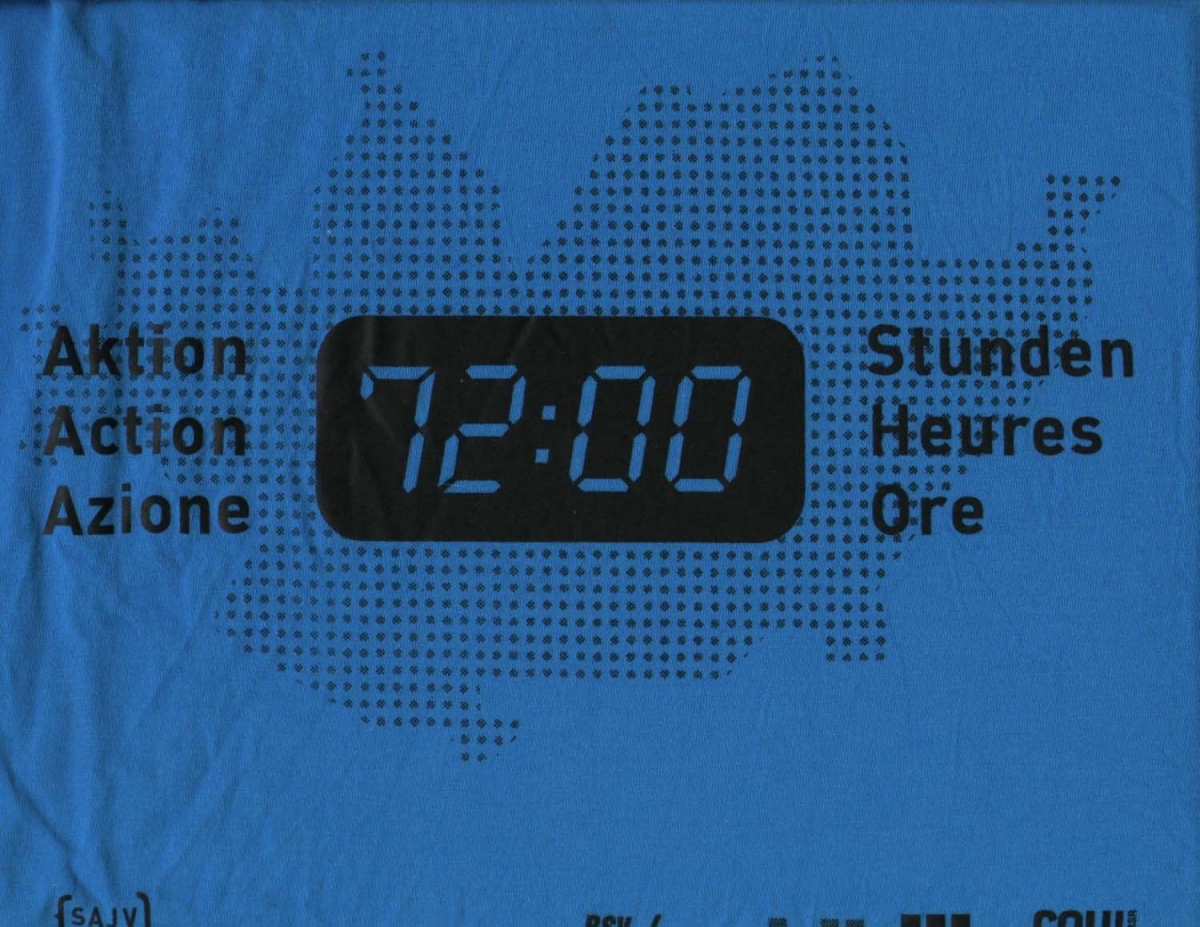 Aktion 72:00 Stunden
Action Heures
Azione Ore
{SAJV}